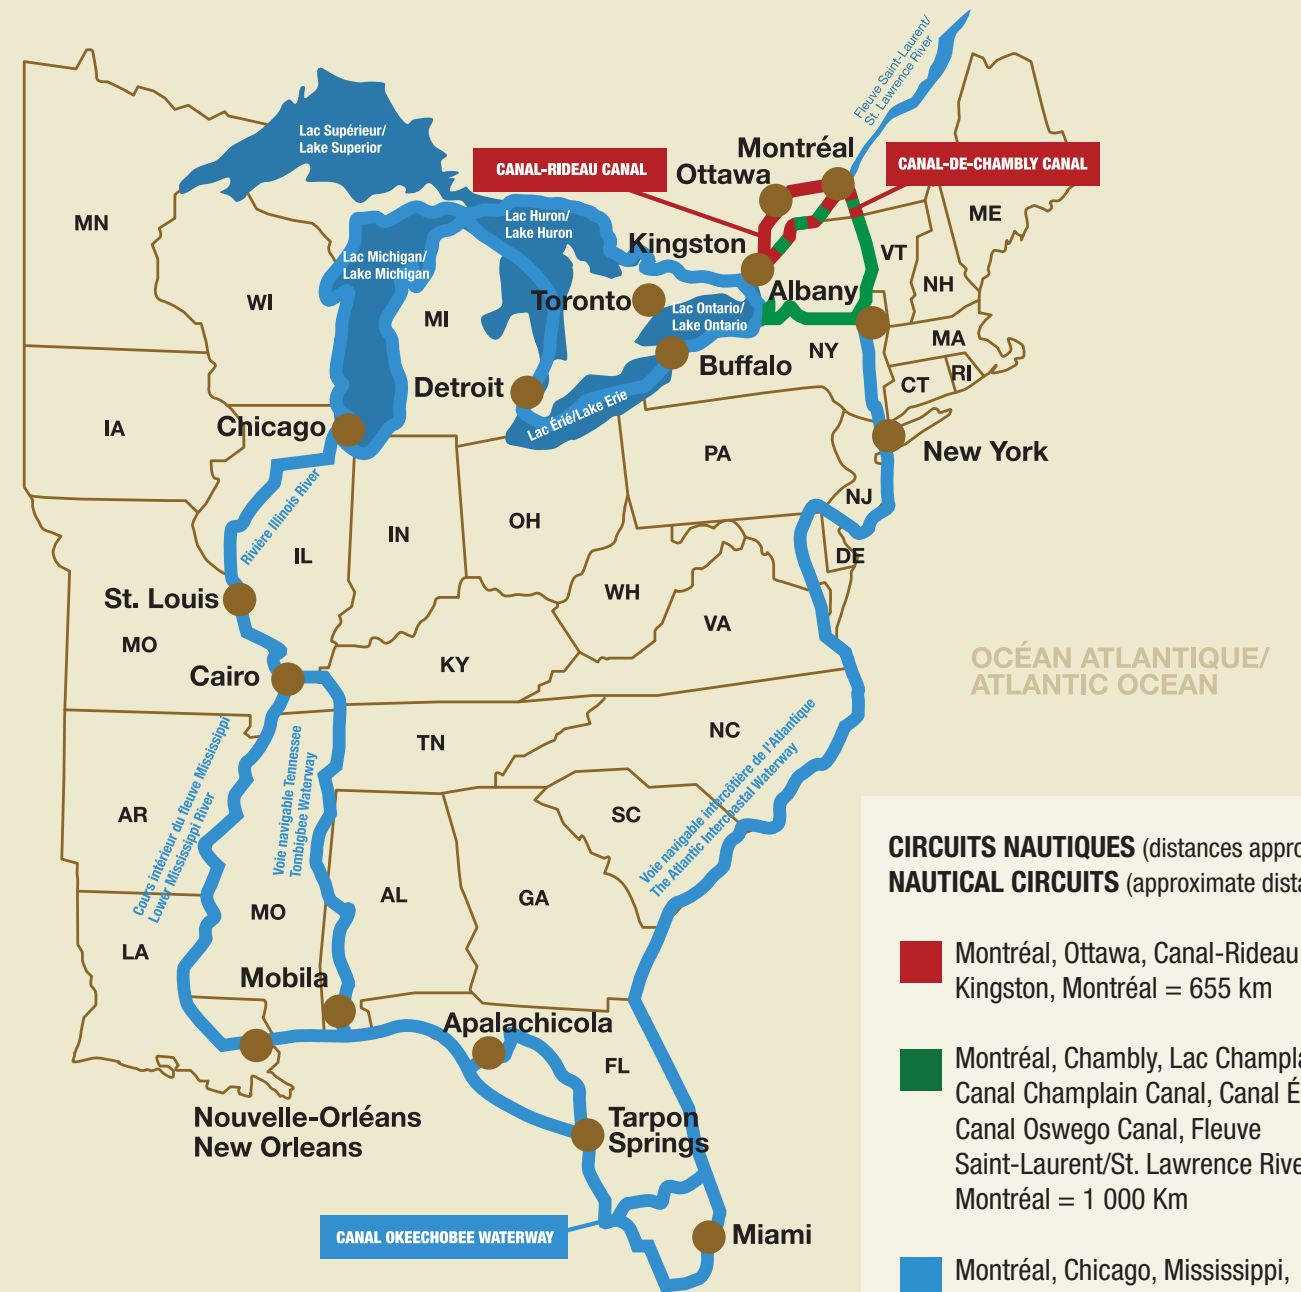 Fleuve Saint-Laurent/
St. Lawrence River
Lac Supérieur/
Lake Superior
CANAL-RIDEAU CANAL
Montréal
Ottawa
CANAL-DE-CHAMBLY CANAL
MN
ME
Lac Huron/
Lake Huron
Kingston
Lac Michigan/
Lake Michigan
VT
NH
WI
Toronto
Albany
Lac Ontario/
Lake Ontario
MI
NY
MA
Buffalo
RI
CT
Detroit
Lac Érié/Lake Erie
IA
Chicago
PA
New York
Rivière Illinois River
NJ
IN
OH
IL
DE
WH
St. Louis
VA
MO
KY
Cairo
OCÉAN ATLANTIQUE/
ATLANTIC OCEAN
Cours intérieur du fleuve Mississippi
Lower Mississippi River
Voie navigable Tennessee
Tombigbee Waterway
TN
NC
Voie navigable intercôtière de l'Atlantique
The Atlantic Intercoastal Waterway
AR
SC
AL
GA
MO
LA
Mobila
Apalachicola
FL
Nouvelle-Orléans
New Orleans
Tarpon
Springs
CANAL OKEECHOBEE WATERWAY
Miami
CIRCUITS NAUTIQUES (distances appro
NAUTICAL CIRCUITS (approximate dista
Montréal, Ottawa, Canal-Rideau
Kingston, Montréal = 655 km
Montréal, Chambly, Lac Champla
Canal Champlain Canal, Canal É
Canal Oswego Canal, Fleuve
Saint-Laurent/St. Lawrence Rive
Montréal = 1 000 Km
Montréal, Chicago, Mississippi,